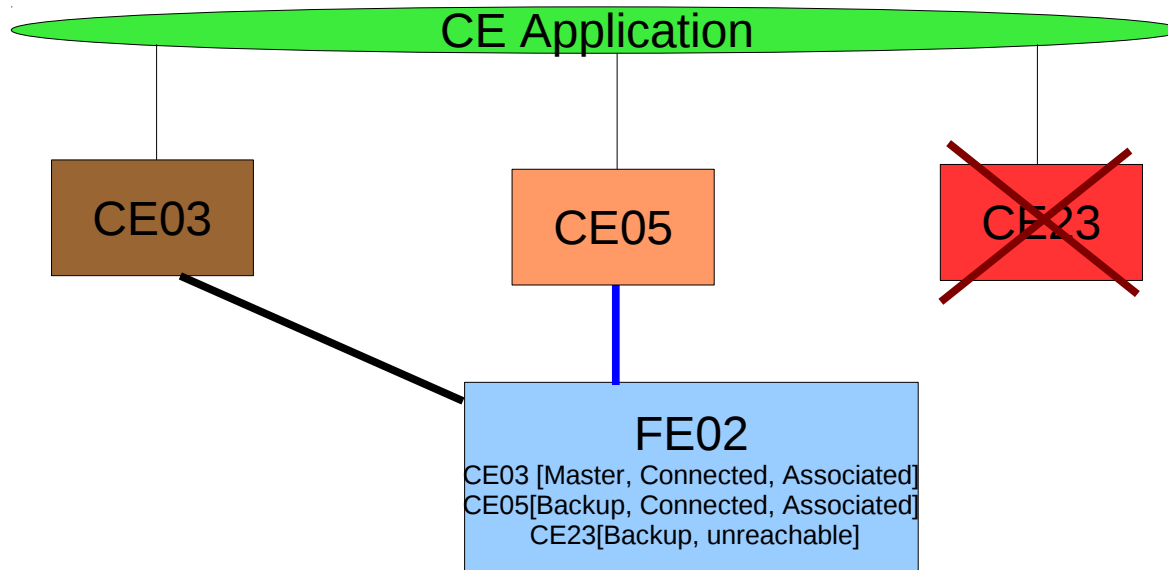 CE Application
CE03
CE05
CE23
FE02
CE03 [Master, Connected, Associated]
CE05[Backup, Connected, Associated]
CE23[Backup, unreachable]